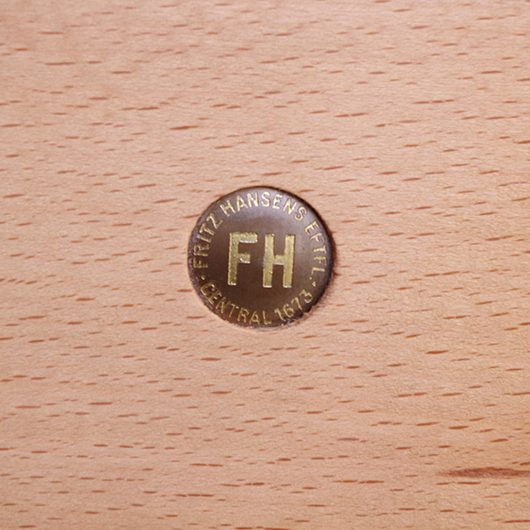 FRITZ HANSENS EFTFL.
FH
CENTRAL 1673